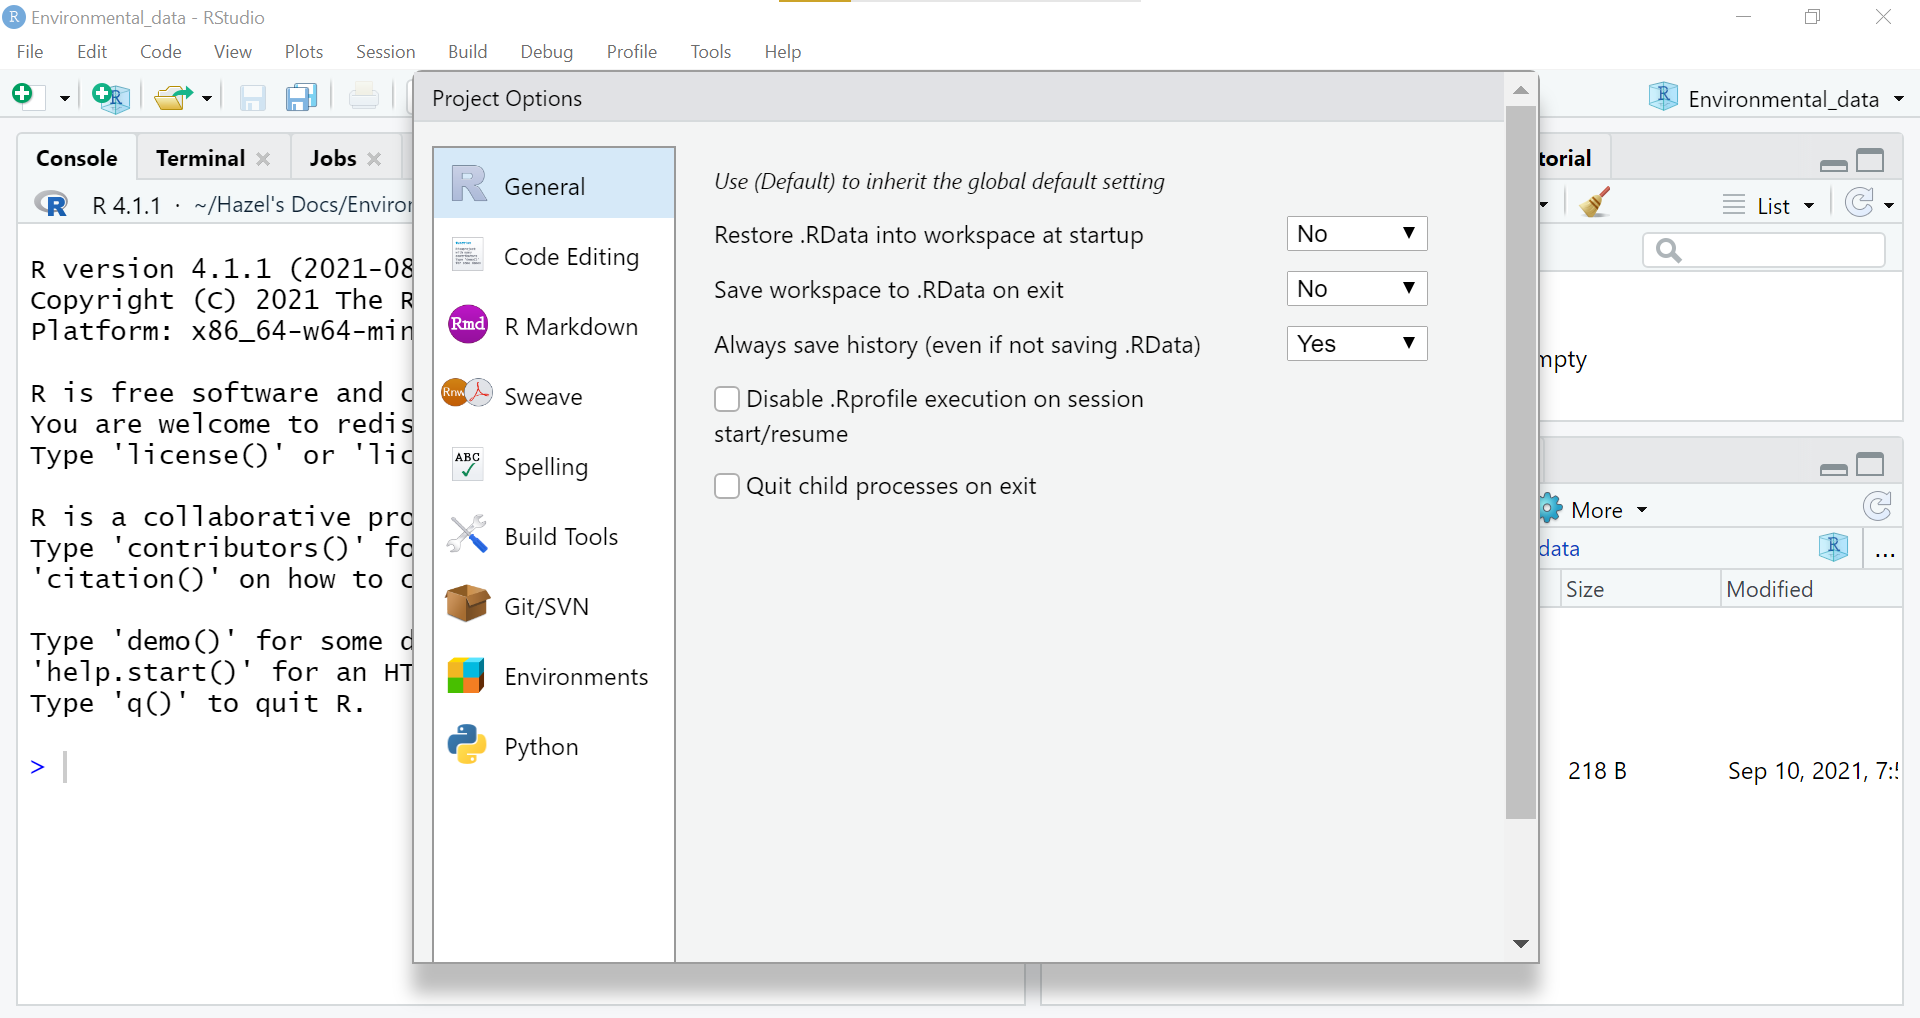 R Environmental_data - RStudio
File Edit Code View Plots Session Build Debug Profile Tools Help
R Environmental_data
Project Options
Console Terminal Jobs
torial
R R 4.1.1 · ~/Hazel's Docs/Enviror
List
R version 4.1.1 (2021-08
Copyright (C) 2021 The R
Platform: x86_64-w64-min
R is free software and c
You are welcome to redis
Type 'license()' or 'lic
R is a collaborative pro
Type 'contributors()' fo
'citation()' on how to c
Type 'demo()' for some d
'help.start()' for an HT
Type 'q()' to quit R.
>
R General
Code Editing
Rmd R Markdown
Rnw Sweave
ABC Spelling
Build Tools
Git/SVN
Environments
Python
Use (Default) to inherit the global default setting
Restore .RData into workspace at startup No
Save workspace to .RData on exit No
Always save history (even if not saving .RData) Yes
Disable .Rprofile execution on session
start/resume
Quit child processes on exit
mpty
More
data R ...
Size Modified
218 B Sep 10, 2021, 7:5